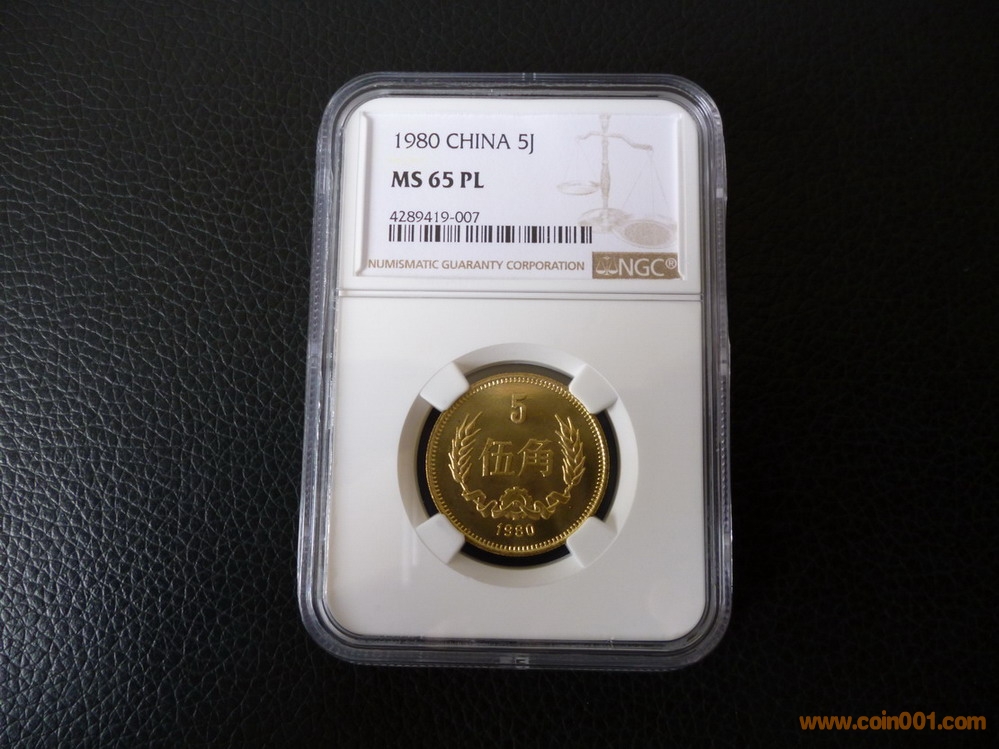 1980 CHINA 5J
MS 65 PL
4289419-007
NUMISMATIC GUARANTY CORPORATION NGC®
5
伍角
1980
www.coin001.com